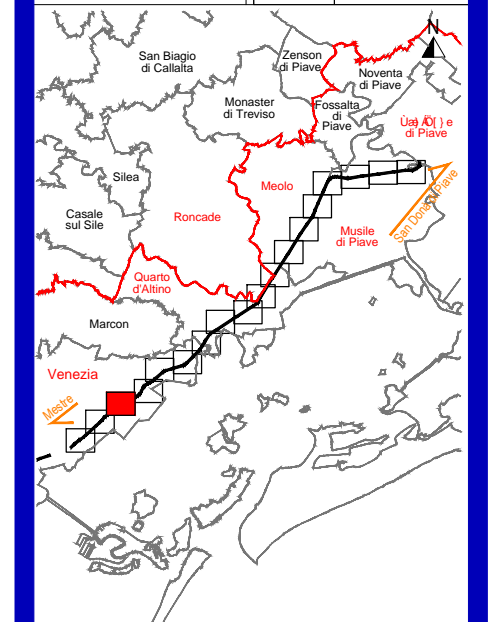 N
San Biagio
di Callalta
Zenson
di Piave
Noventa
di Piave
Monaster
di Treviso
Fossalta
di
Piave
di Piave
Silea
Meolo
San Donà di Piave
Casale
sul Sile
Roncade
Musile
di Piave
Quarto
d'Altino
Marcon
Venezia
Mestre